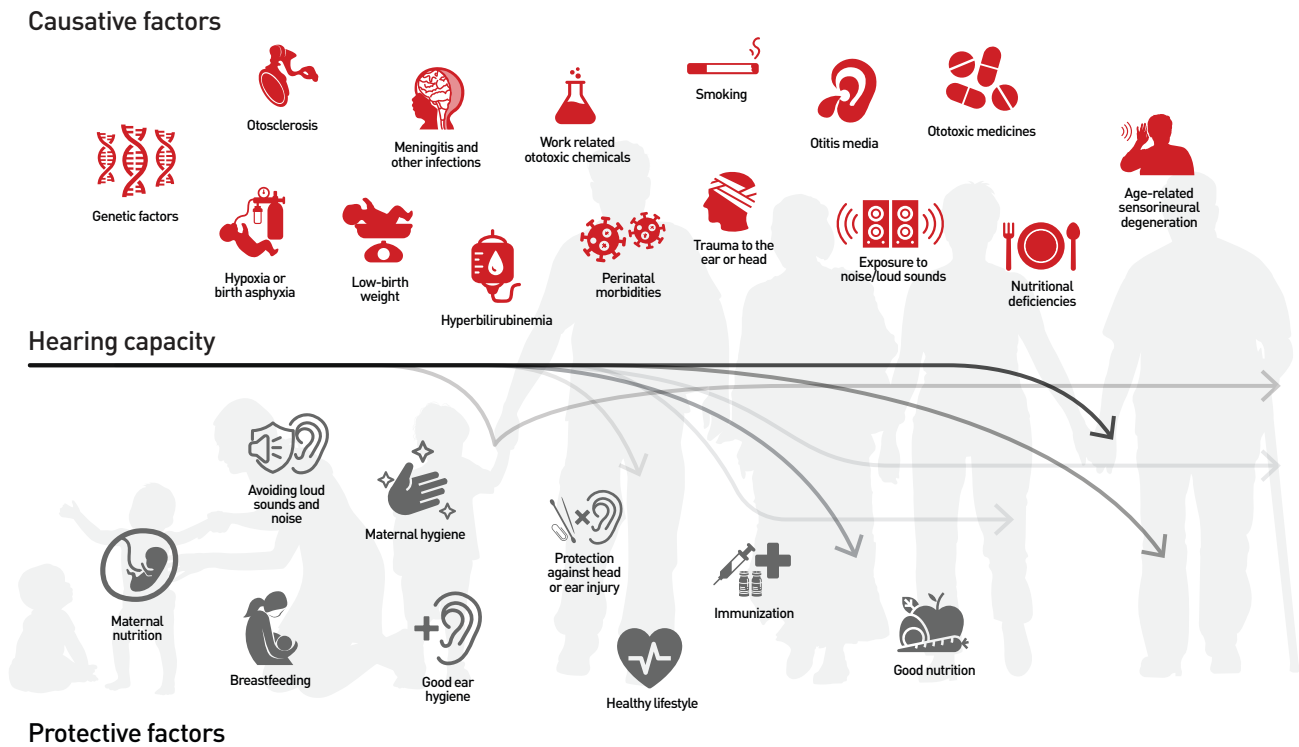 Causative factors
Otosclerosis
Meningitis and
other infections
Work related
ototoxic chemicals
Smoking
Otitis media
Ototoxic medicines
Age-related
sensorineural
degeneration
Genetic factors
Hypoxia or
birth asphyxia
Low-birth
weight
Hyperbilirubinemia
Perinatal
morbidities
Trauma to the
ear or head
Exposure to
noise/loud sounds
Nutritional
deficiencies
Hearing capacity
Avoiding loud
sounds and
noise
Maternal hygiene
Protection
against head
or ear injury
Immunization
Maternal
nutrition
Breastfeeding
Good ear
hygiene
Healthy lifestyle
Good nutrition
Protective factors